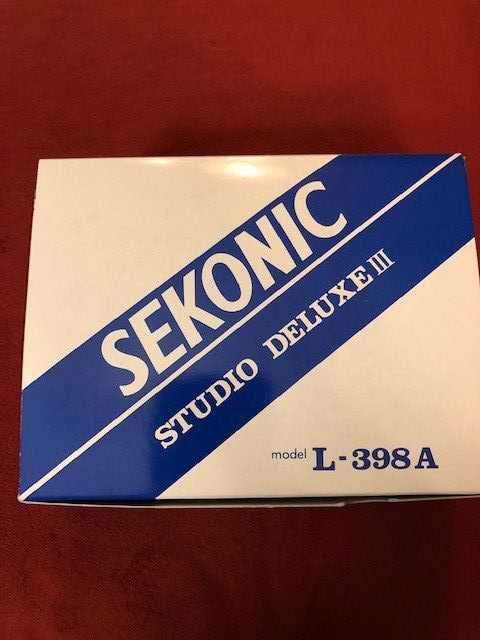 SEKONIC
STUDIO DELUXE III
model L-398A